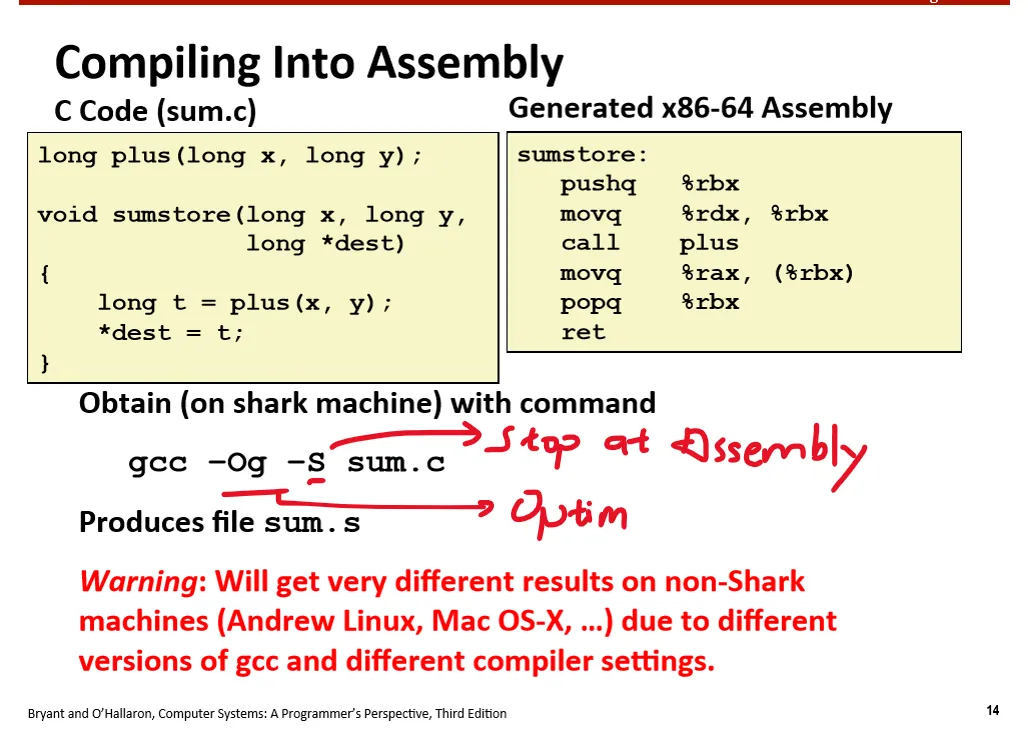 Compiling Into Assembly
C Code (sum.c)
long plus(long x, long y);
void sumstore(long x, long y,
long *dest)
{
long t = plus(x, y);
*dest = t;
}
Generated x86-64 Assembly
sumstore:
pushq %rbx
movq %rdx, %rbx
call plus
movq %rax, (%rbx)
popq %rbx
ret
Obtain (on shark machine) with command
gcc –Og –S sum.c
Stop at Assembly
Optim
Produces file sum.s
Warning: Will get very different results on non-Shark
machines (Andrew Linux, Mac OS-X, …) due to different
versions of gcc and different compiler settings.
Bryant and O'Hallaron, Computer Systems: A Programmer's Perspective, Third Edition
14